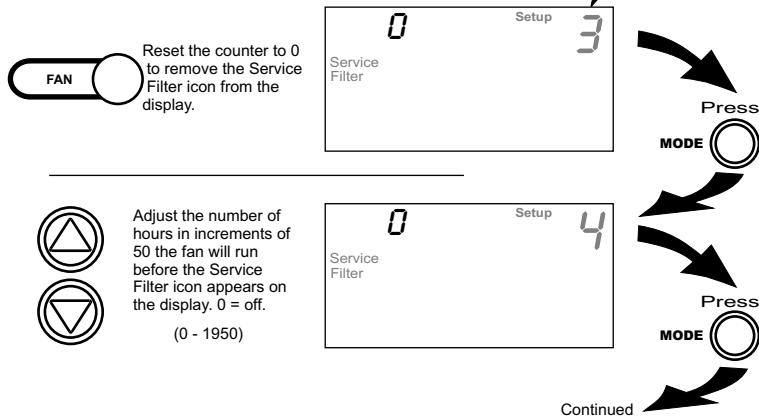 0
Setup
3
Service
Filter
FAN
Reset the counter to 0
to remove the Service
Filter icon from the
display.
Press
MODE
Adjust the number of
hours in increments of
50 the fan will run
before the Service
Filter icon appears on
the display. 0 = off.
(0 - 1950)
0
Setup
4
Service
Filter
Press
MODE
Continued